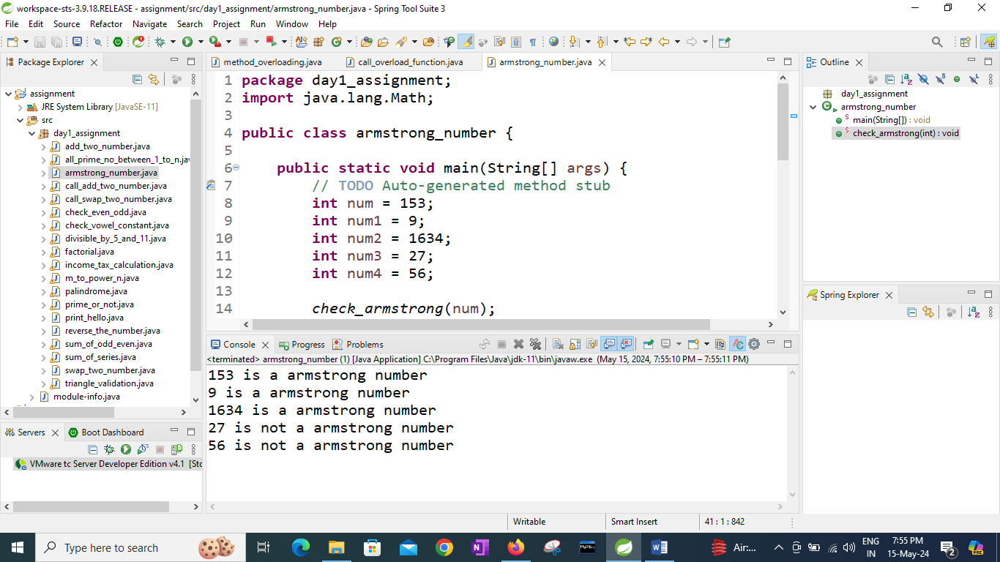 workspace-sts-3.9.18.RELEASE - assignment/src/day1_assignment/armstrong_number.java - Spring Tool Suite 3
File Edit Source Refactor Navigate Search Project Run Window Help
Package Explorer
assignment
JRE System Library [JavaSE-11]
src
day1_assignment
add_two_number.java
all_prime_no_between_1_to_n.jav
armstrong_number.java
call_add_two_number.java
call_swap_two_number.java
check_even_odd.java
check_vowel_constant.java
divisible_by_5_and_11.java
factorial.java
income_tax_calculation.java
m_to_power_n.java
palindrome.java
prime_or_not.java
print_hello.java
reverse_the_number.java
sum_of_odd_even.java
sum_of_series.java
swap_two_number.java
triangle_validation.java
module-info.java
Servers Boot Dashboard
VMware tc Server Developer Edition v4.1 [Sto
method_overloading.java call_overload_function.java armstrong_number.java
1 package day1_assignment;
2 import java.lang.Math;
3
4 public class armstrong_number {
5
6 public static void main(String[] args) {
7 // TODO Auto-generated method stub
8 int num = 153;
9 int num1 = 9;
10 int num2 = 1634;
11 int num3 = 27;
12 int num4 = 56;
13
14 check_armstrong(num);
Console Progress Problems
<terminated> armstrong_number (1) [Java Application] C:\Program Files\Java\jdk-11\bin\javaw.exe (May 15, 2024, 7:55:10 PM – 7:55:11 PM)
153 is a armstrong number
9 is a armstrong number
1634 is a armstrong number
27 is not a armstrong number
56 is not a armstrong number
Outline
day1_assignment
armstrong_number
main(String[]) : void
check_armstrong(int) : void
Spring Explorer
Writable Smart Insert 41 : 1 : 842
Type here to search
Air:...
ENG
IN
7:55 PM
15-May-24
2
PRE